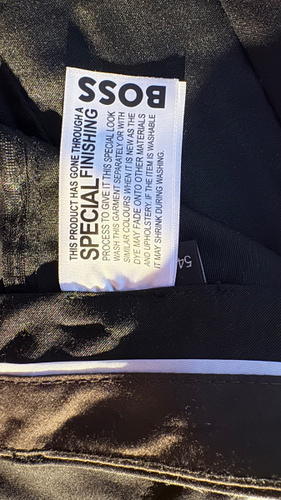 BOSS
THIS PRODUCT HAS GONE THROUGH A
SPECIAL FINISHING
PROCESS TO GIVE IT THIS SPECIAL LOOK
WASH THIS GARMENT SEPARATELY OR WITH
SIMILAR COLOURS WHEN IT IS NEW AS THE
DYE MAY FADE ONTO OTHER MATERIALS
AND UPHOLSTERY. IF THE ITEM IS WASHABLE
IT MAY SHRINK DURING WASHING.
54